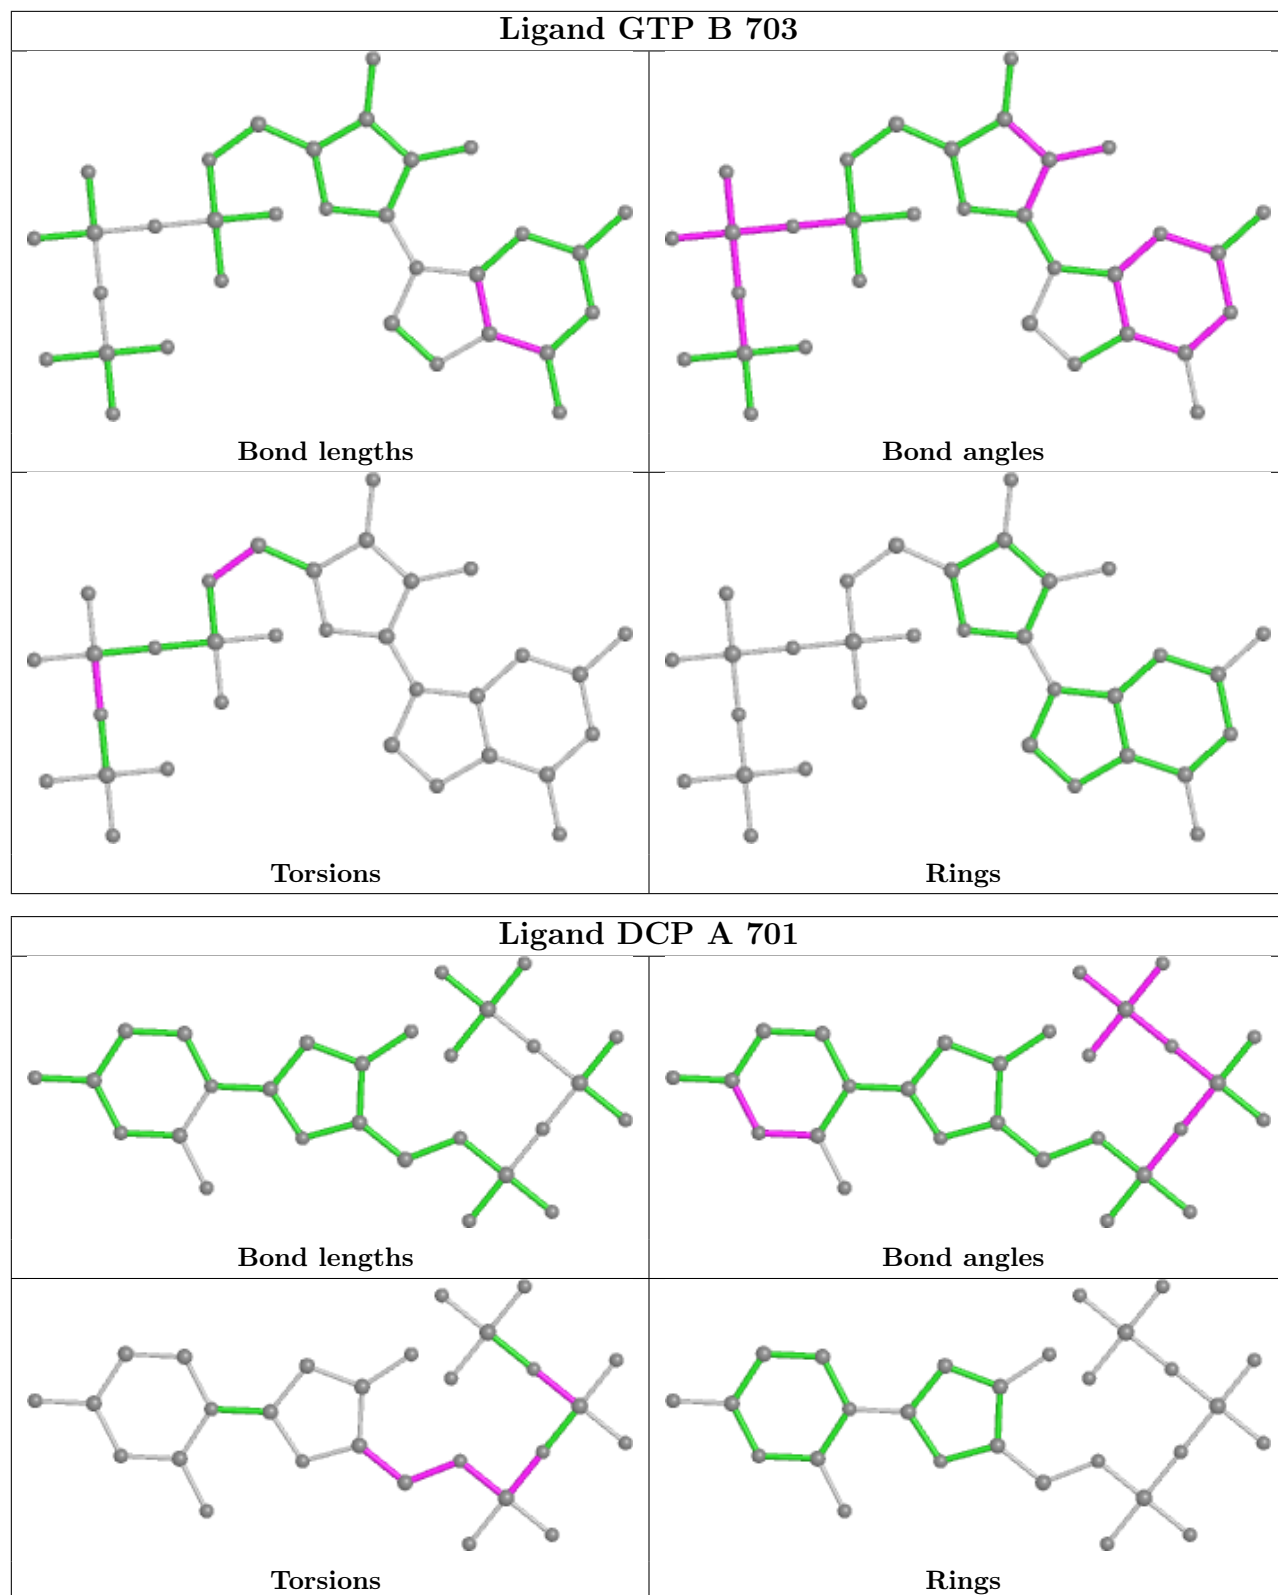 Ligand GTP B 703
Bond lengths
Bond angles
Torsions
Rings
Ligand DCP A 701
Bond lengths
Bond angles
Torsions
Rings